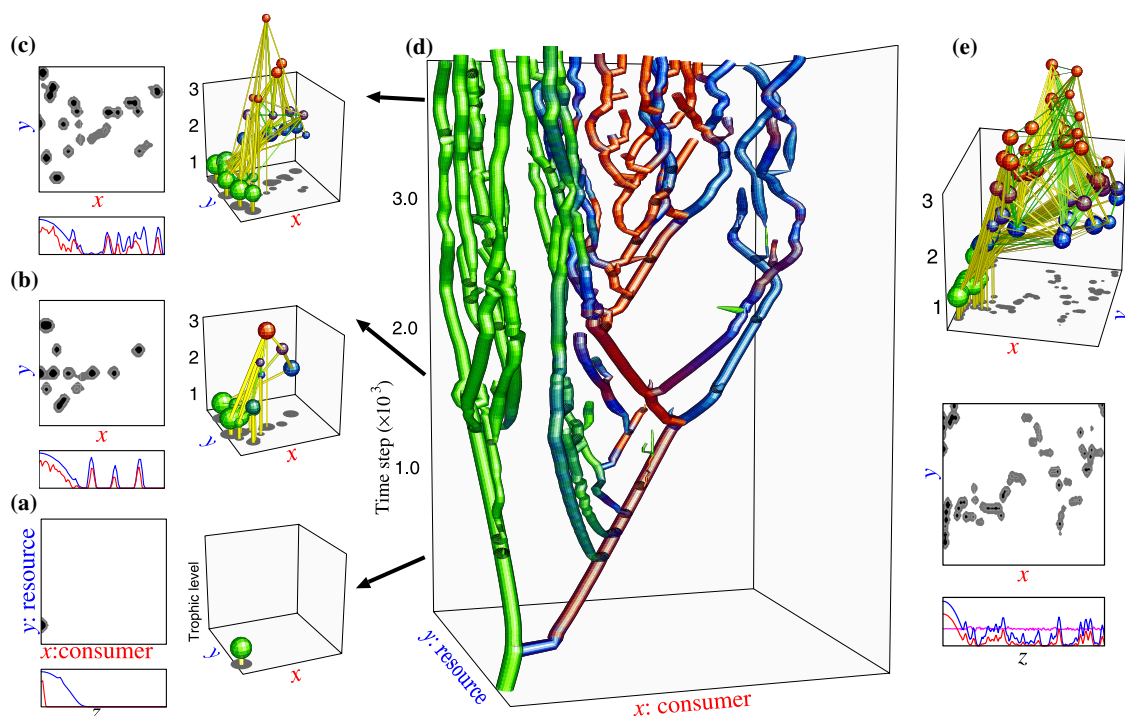 (c)
y
x
3
2
1
y
x
(b)
y
x
3
2
1
y
x
(a)
y: resource
x:consumer
z
Trophic level
y
x
(d)
3.0
2.0
1.0
Time step (×10³)
y: resource
x: consumer
(e)
3
2
1
x
y
y
x
z